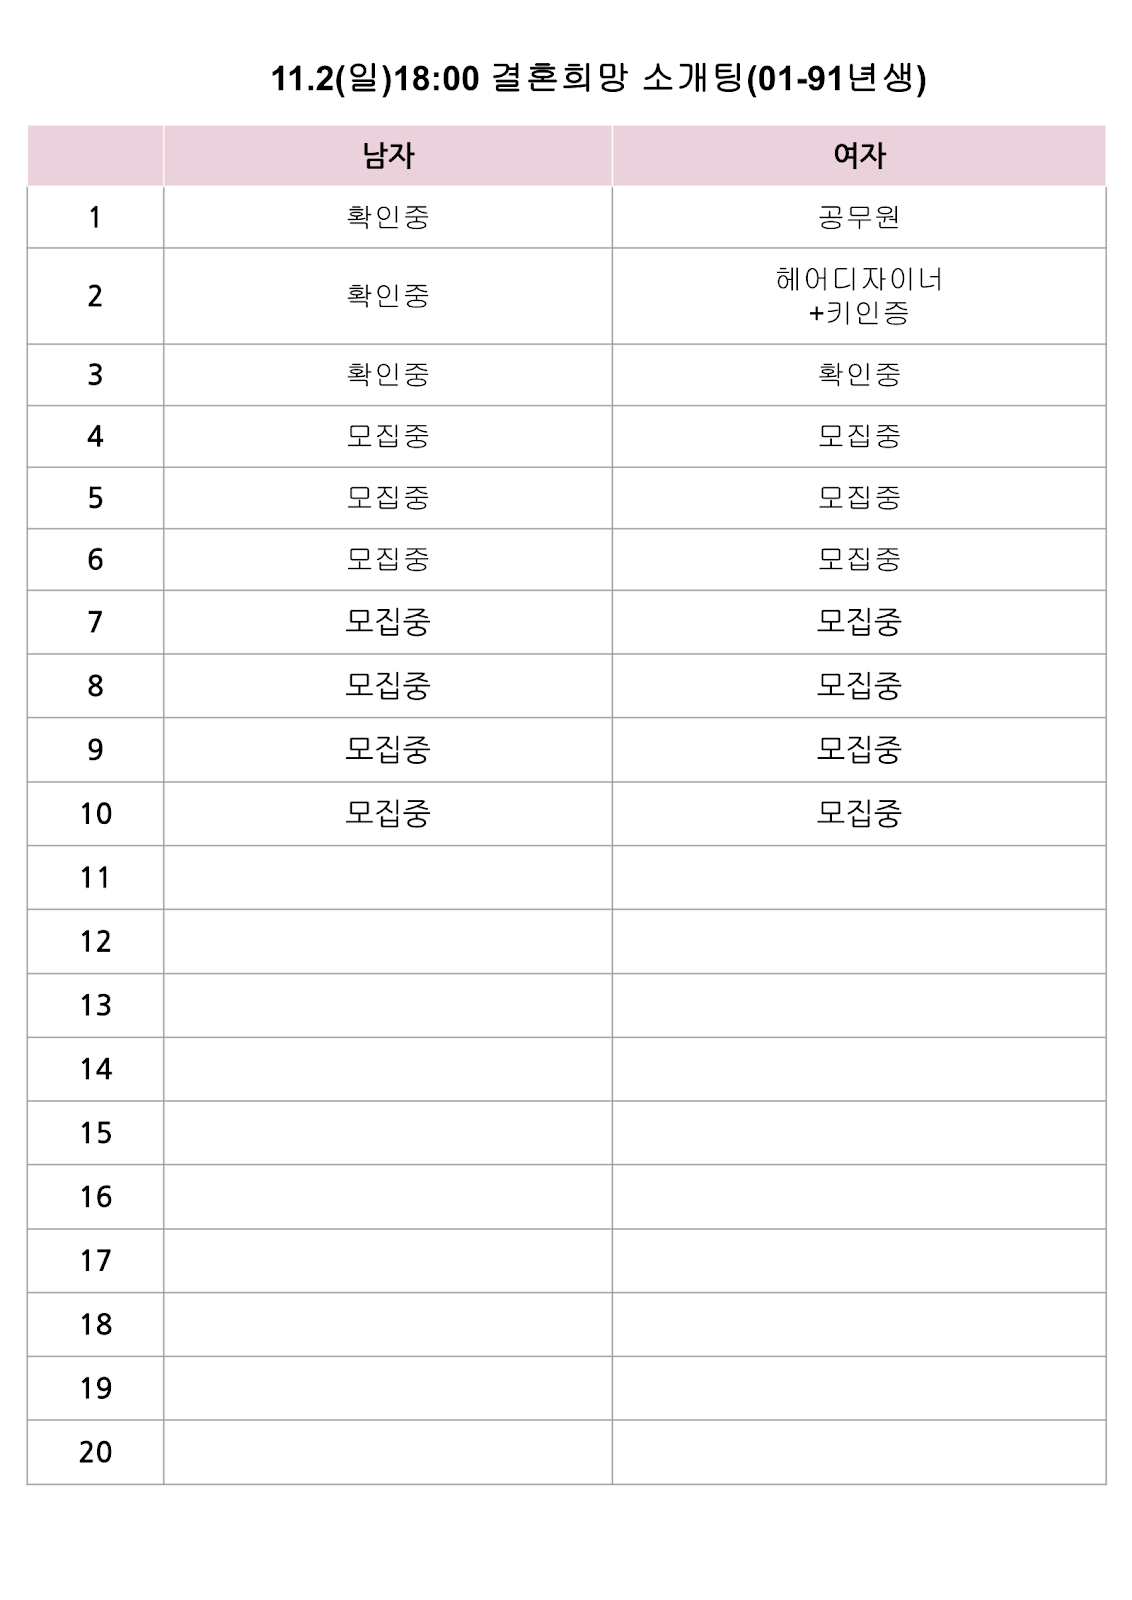 11.2(일)18:00 결혼희망 소개팅(01-91년생)
남자 여자
1 확인중 공무원
2 확인중 헤어디자이너
+키인증
3 확인중 확인중
4 모집중 모집중
5 모집중 모집중
6 모집중 모집중
7 모집중 모집중
8 모집중 모집중
9 모집중 모집중
10 모집중 모집중
11
12
13
14
15
16
17
18
19
20